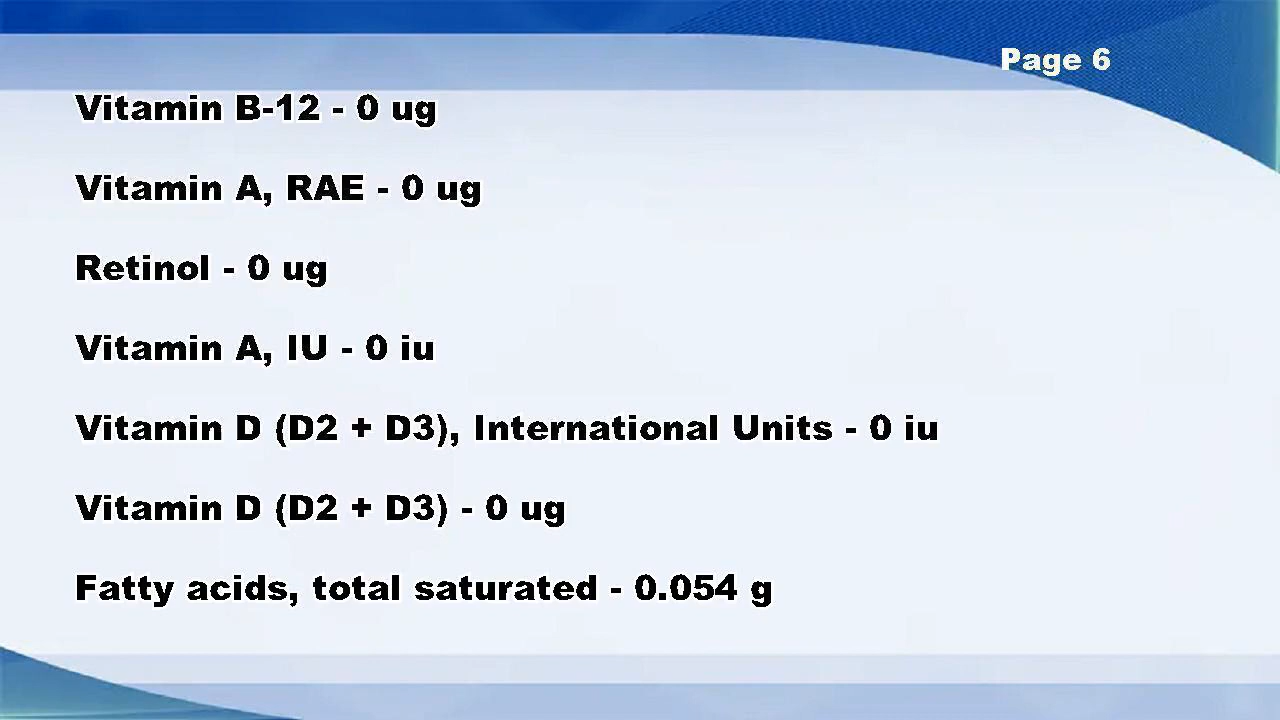 Page 6
Vitamin B-12 - 0 ug
Vitamin A, RAE - 0 ug
Retinol - 0 ug
Vitamin A, IU - 0 iu
Vitamin D (D2 + D3), International Units - 0 iu
Vitamin D (D2 + D3) - 0 ug
Fatty acids, total saturated - 0.054 g